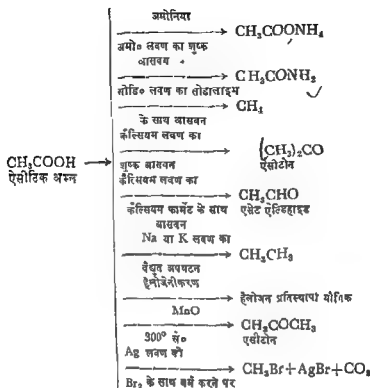 अमोनिया
CH₃COONH₄
अमो० लवण का शुष्क
आसवन
CH₃CONH₂
सोडि० लवण का सोडालाइम
CH₄
के साथ आसवन
कैल्सियम लवण का
(CH₃)₂CO
CH₃COOH
ऐसीटिक अम्ल
शुष्क आसवन
ऐसीटोन
कैल्सियम लवण का
CH₃CHO
कैल्सियम फार्मेट के साथ
ऐसेट ऐल्डिहाइड
आसवन
Na या K लवण का
CH₃CH₃
वैद्युत अपघटन
हैलोजेनीकरण
हैलोजन प्रतिस्थापी यौगिक
MnO
CH₃COCH₃
300° से०
ऐसीटोन
Ag लवण को
CH₃Br+AgBr+CO₂
Br₂ के साथ गर्म करने पर